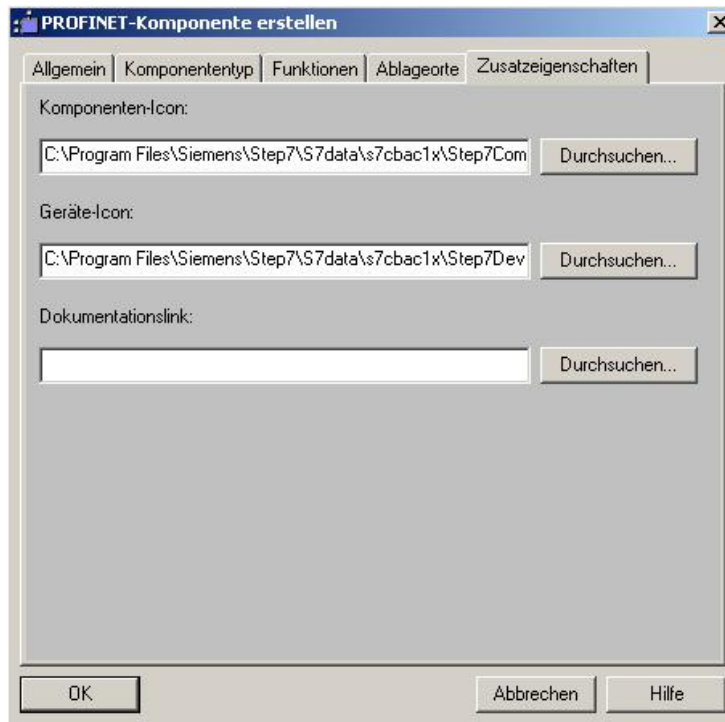 PROFINET-Komponente erstellen
Allgemein Komponententyp Funktionen Ablageorte Zusatzeigenschaften
Komponenten-Icon:
C:\Program Files\Siemens\Step7\S7data\s7cbac1x\Step7Com Durchsuchen...
Geräte-Icon:
C:\Program Files\Siemens\Step7\S7data\s7cbac1x\Step7Dev Durchsuchen...
Dokumentationslink:
Durchsuchen...
OK Abbrechen Hilfe